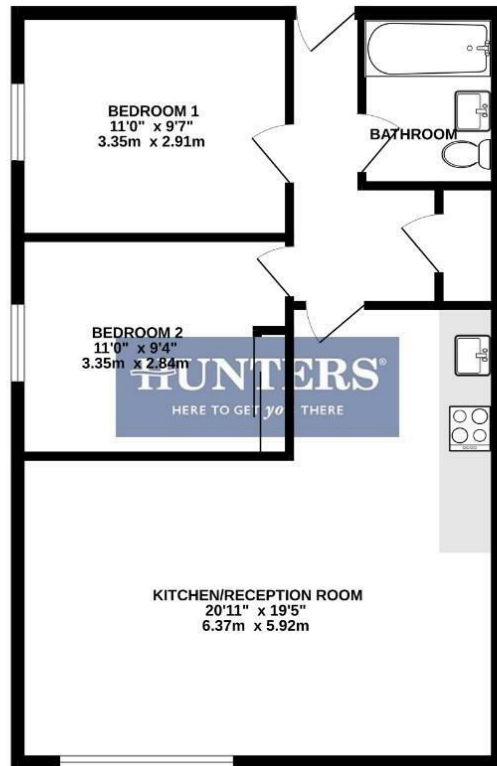 BEDROOM 1
11'0" x 9'7"
3.35m x 2.91m
BATHROOM
BEDROOM 2
11'0" x 9'4"
3.35m x 2.84m
HUNTERS®
HERE TO GET you THERE
KITCHEN/RECEPTION ROOM
20'11" x 19'5"
6.37m x 5.92m